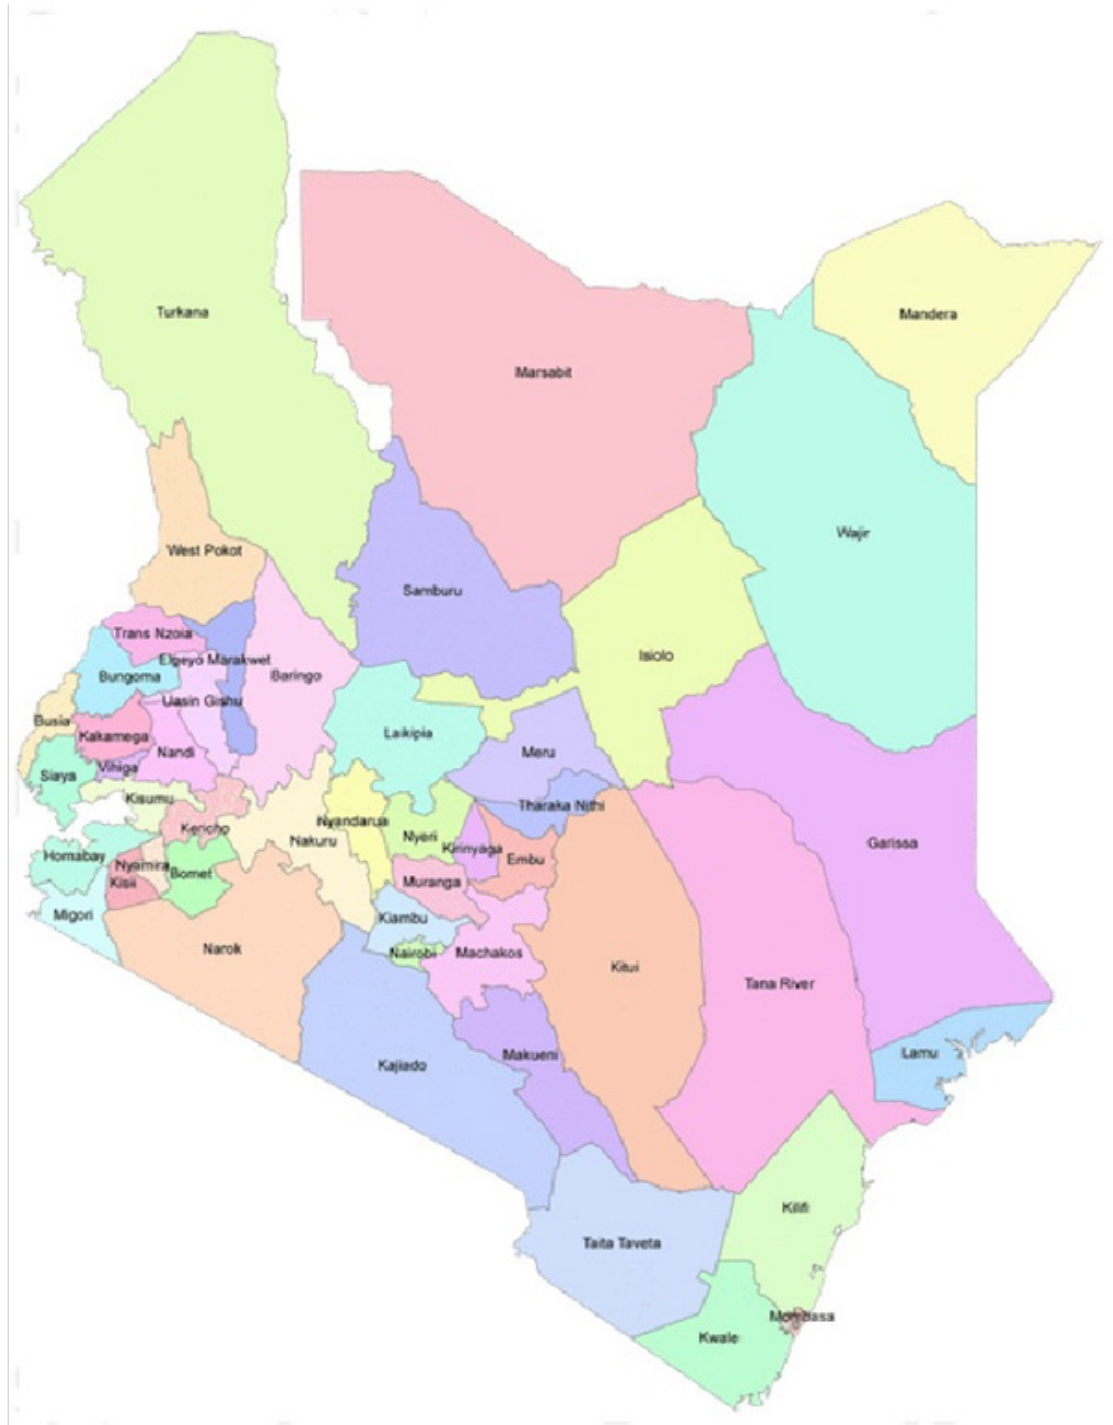 Turkana
Mandera
Marsabit
Wajir
West Pokot
Samburu
Trans Nzoia
Isiolo
Elgeyo Marakwet
Bungoma
Baringo
Uasin Gishu
Busia
Laikipia
Kakamega
Nandi
Meru
Vihiga
Siaya
Kisumu
Tharaka Nithi
Nyandarua
Kericho
Nyeri
Nakuru
Garissa
Kirinyaga
Homabay
Embu
Nyamira
Bomet
Kisii
Muranga
Migori
Kiambu
Narok
Nairobi
Machakos
Kitui
Tana River
Makueni
Lamu
Kajiado
Kilifi
Taita Taveta
Mombasa
Kwale